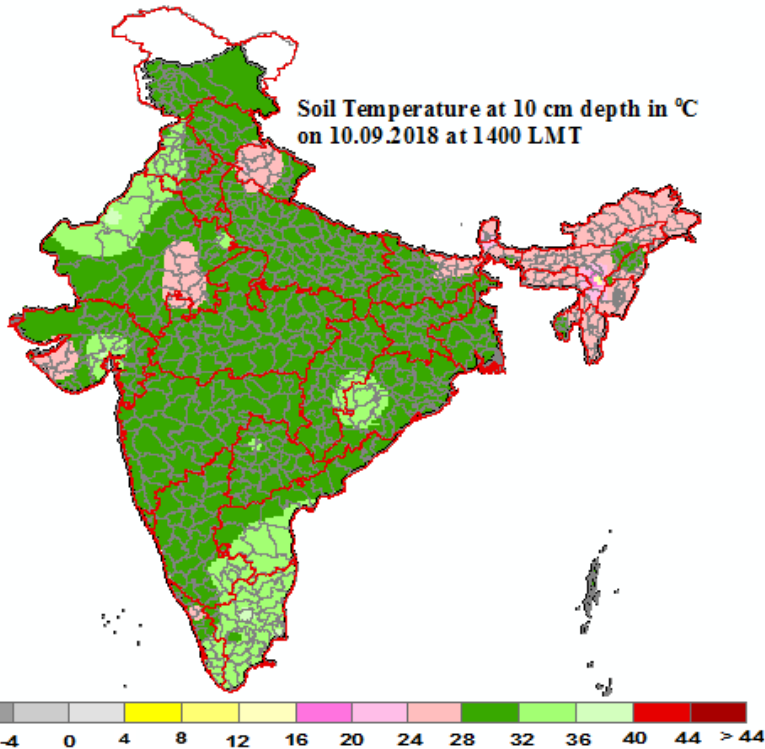 Soil Temperature at 10 cm depth in ⁰C
on 10.09.2018 at 1400 LMT
-4 0 4 8 12 16 20 24 28 32 36 40 44 > 44